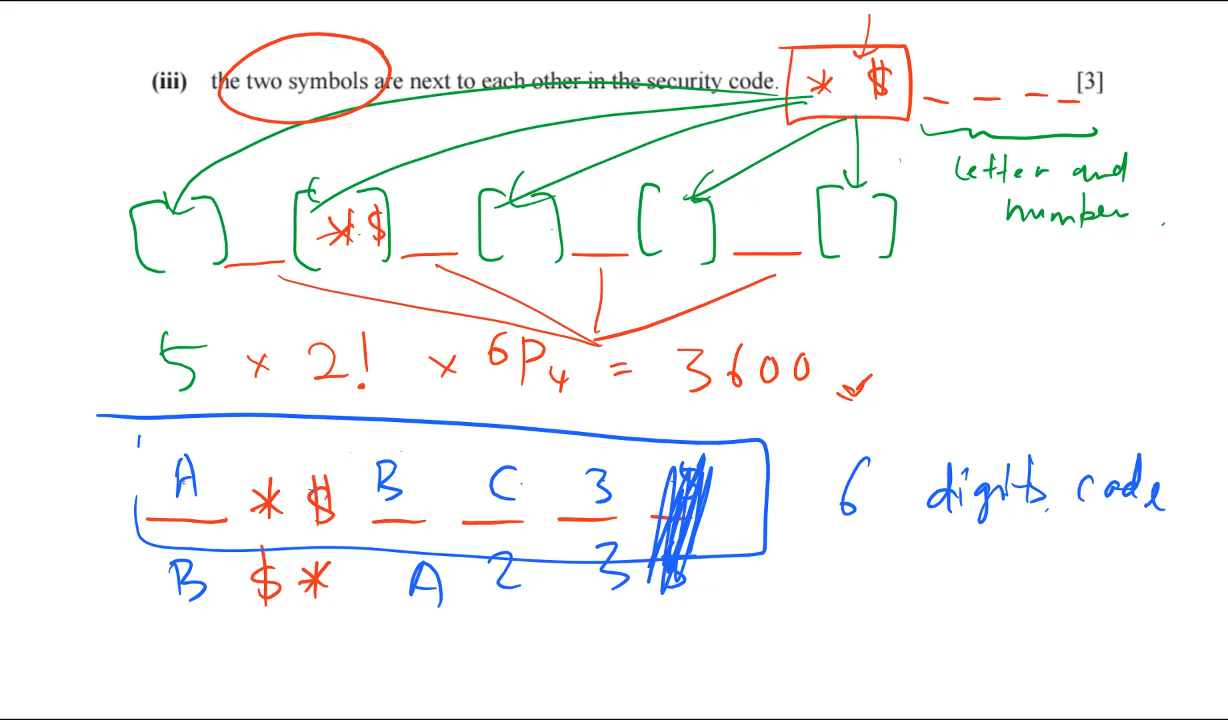 (iii) the two symbols are next to each other in the security code. * $ _ _ _ _ [3]
letter and
number
[ ] _ [*$] _ [ ] _ [ ] _ [ ]
5 × 2! × 6P4 = 3600
A * $ B C 3
6 digits code
B $ * A 2 3